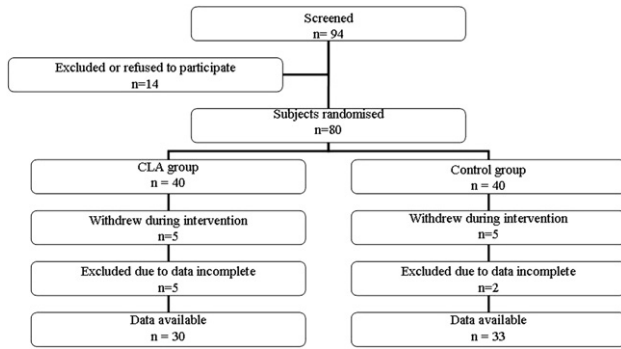 Screened
n= 94
Excluded or refused to participate
n=14
Subjects randomised
n=80
CLA group
n = 40
Control group
n = 40
Withdrew during intervention
n=5
Withdrew during intervention
n=5
Excluded due to data incomplete
n=5
Excluded due to data incomplete
n=2
Data available
n = 30
Data available
n = 33